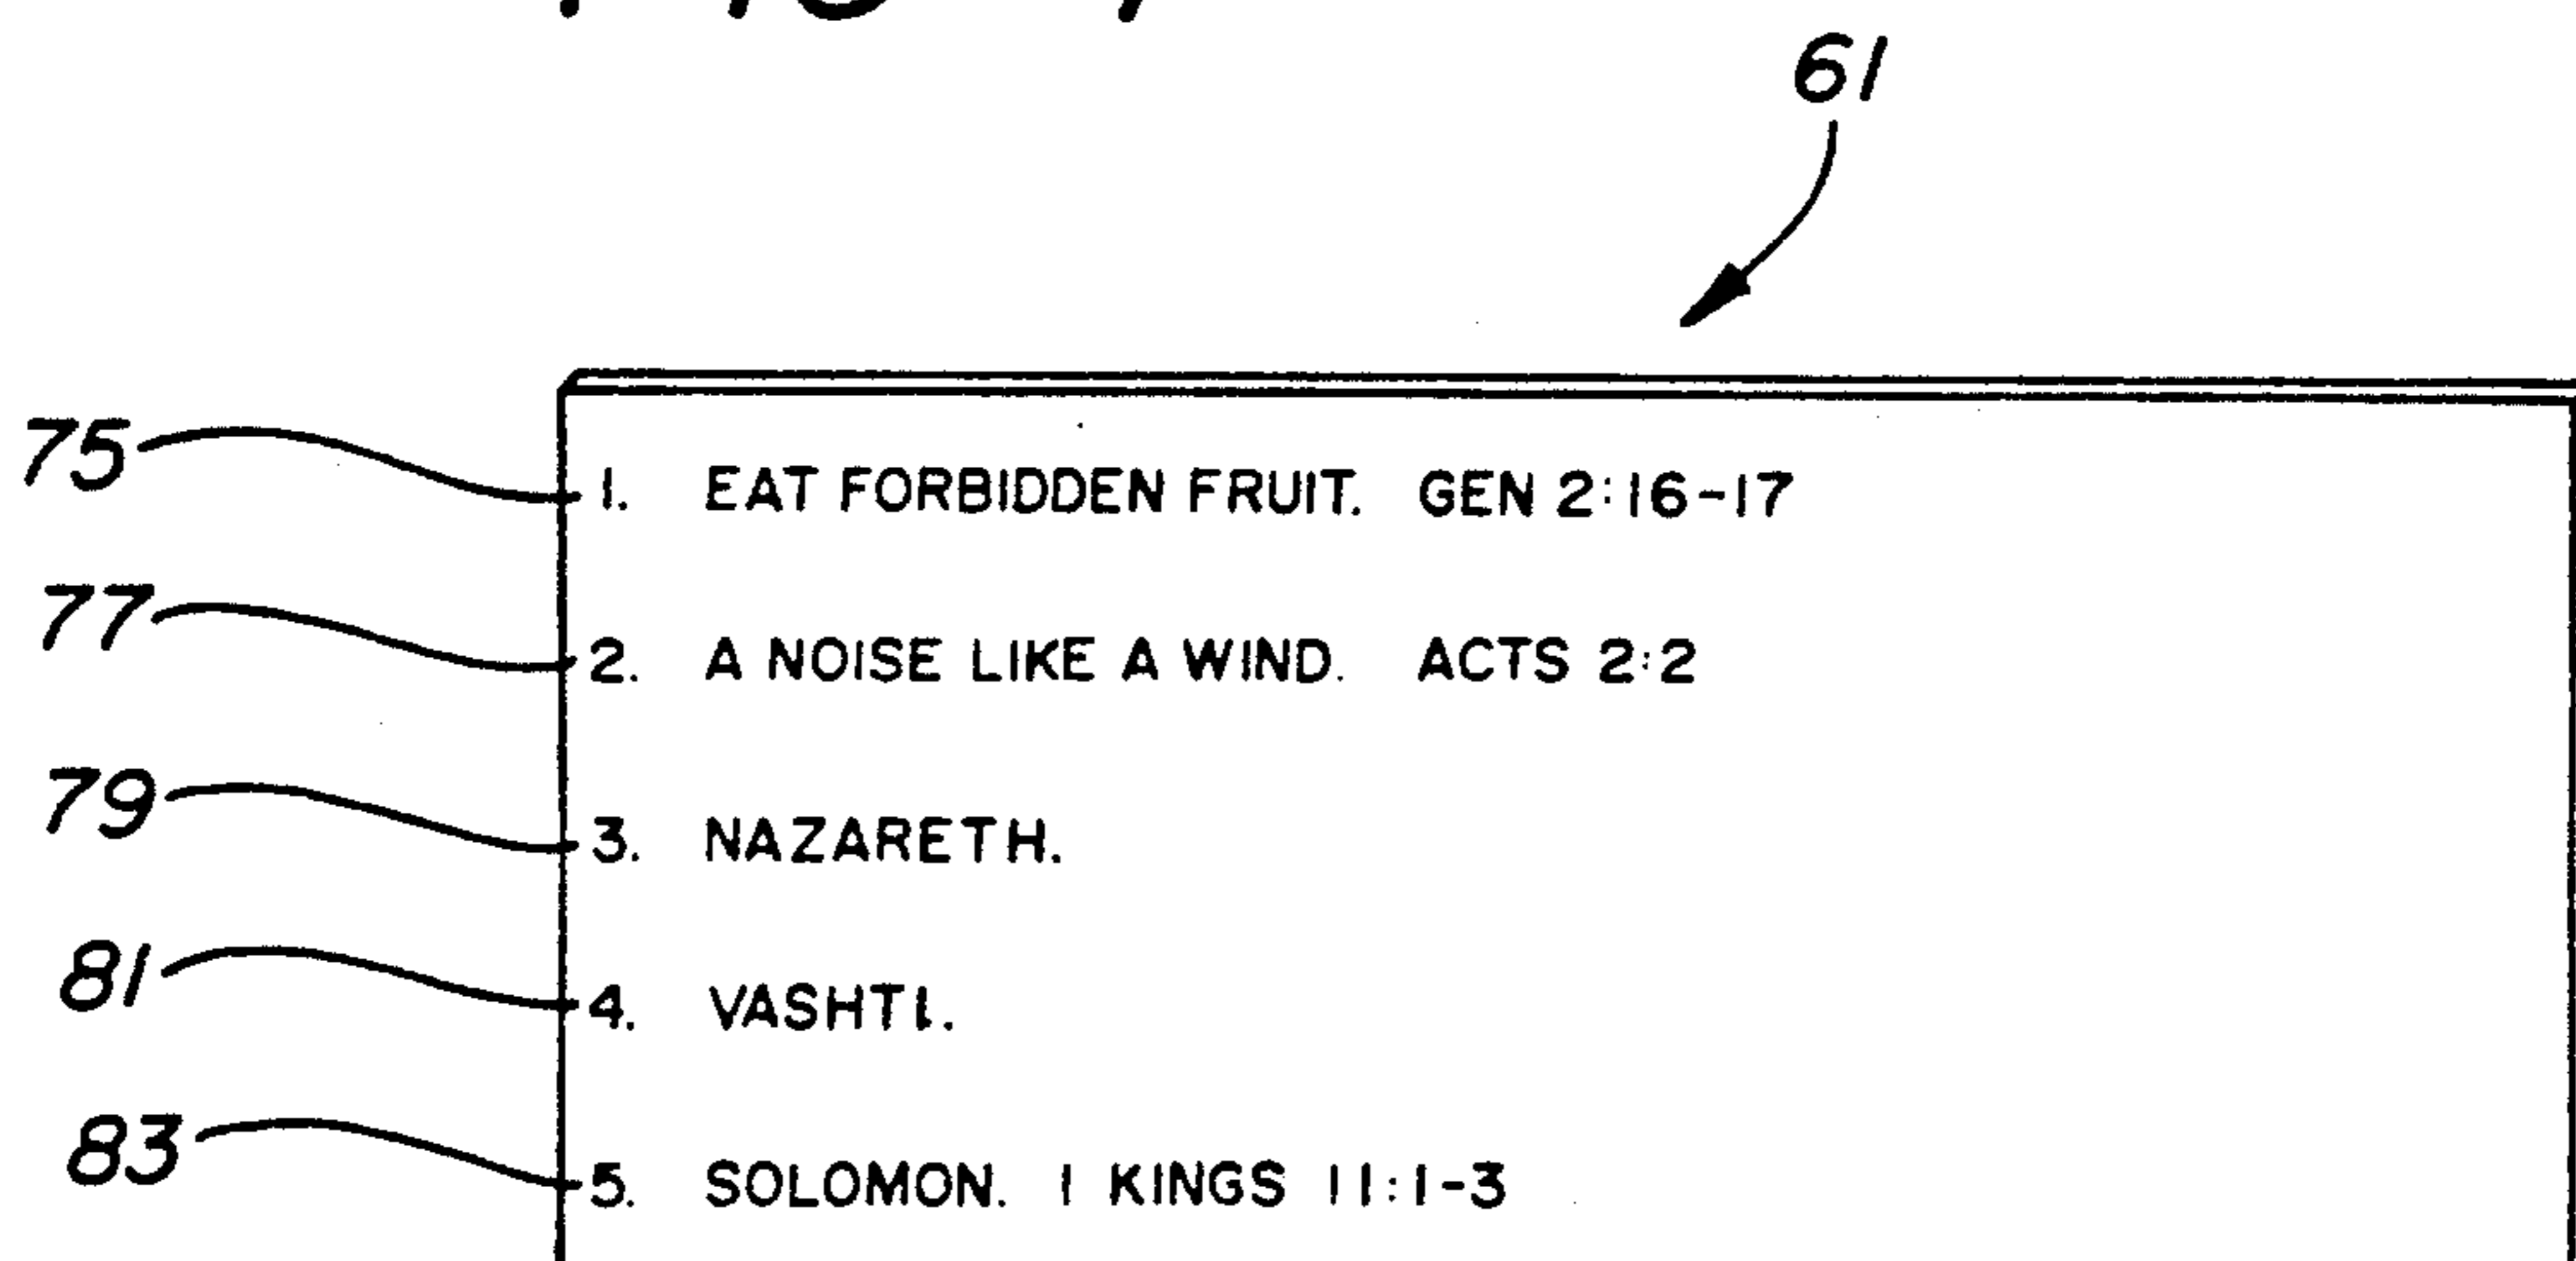 61
75 1. EAT FORBIDDEN FRUIT. GEN 2:16-17
77 2. A NOISE LIKE A WIND. ACTS 2:2
79 3. NAZARETH.
81 4. VASHTI.
83 5. SOLOMON. 1 KINGS 11:1-3